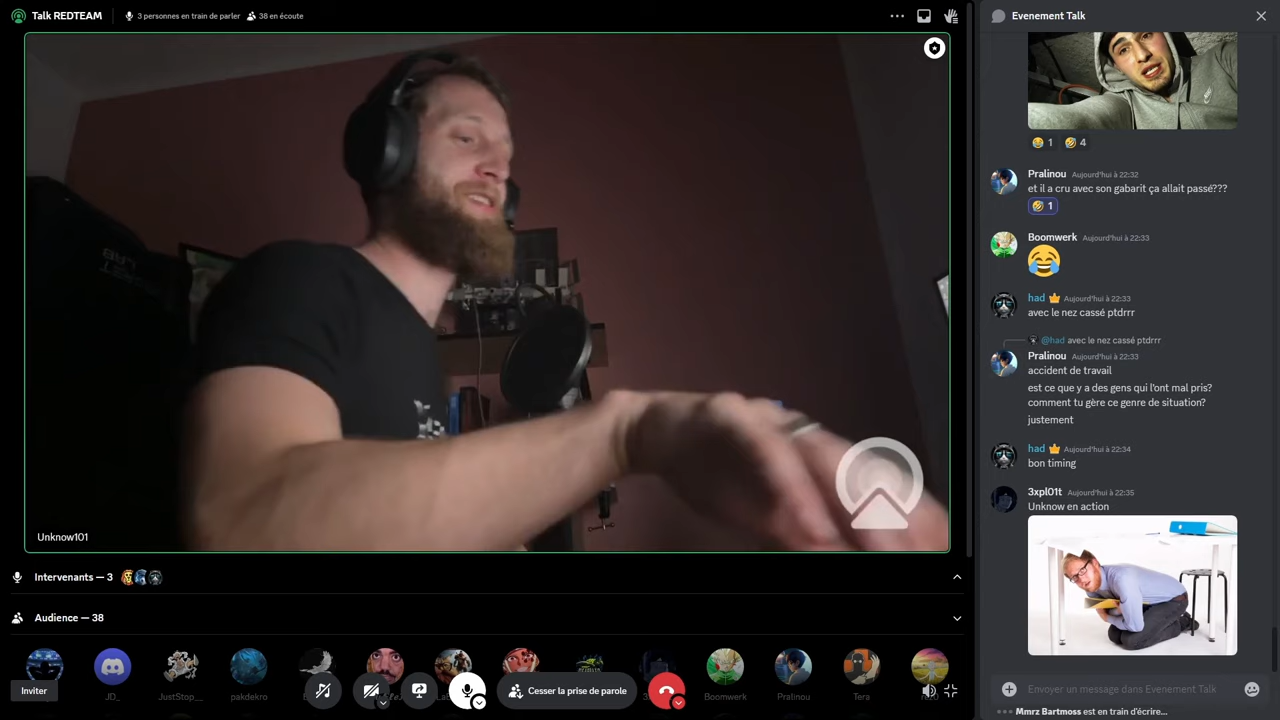 Talk REDTEAM
3 personnes en train de parler
38 en écoute
Unknow101
Intervenants — 3
Audience — 38
JD_
JustStop__
pakdekro
Boomwerk
Pralinou
Tera
Inviter
Cesser la prise de parole
Evenement Talk
1
4
Pralinou Aujourd'hui à 22:32
et il a cru avec son gabarit ça allait passé???
1
Boomwerk Aujourd'hui à 22:33
had Aujourd'hui à 22:33
avec le nez cassé ptdrrr
@had avec le nez cassé ptdrrr
Pralinou Aujourd'hui à 22:33
accident de travail
est ce que y a des gens qui l'ont mal pris?
comment tu gère ce genre de situation?
justement
had Aujourd'hui à 22:34
bon timing
3xpl01t Aujourd'hui à 22:35
Unknow en action
Envoyer un message dans Evenement Talk
Mmrz Bartmoss est en train d'écrire...